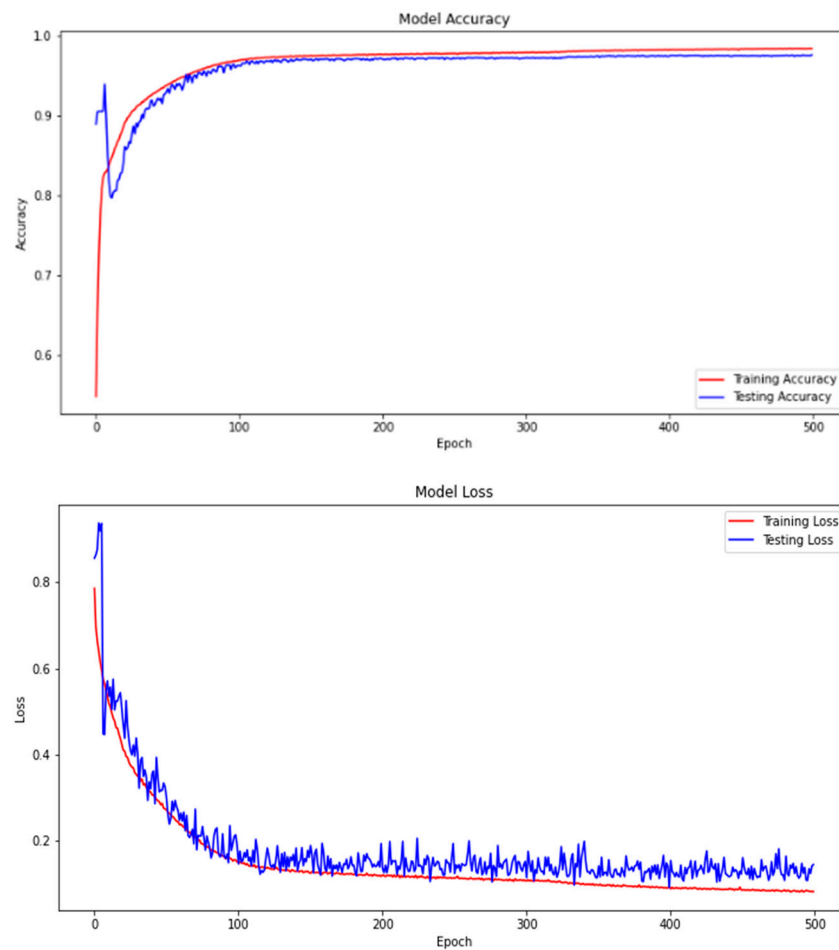 Model Accuracy
1.0
0.9
0.8
0.7
0.6
Accuracy
0
100
200
300
400
500
Epoch
Training Accuracy
Testing Accuracy
Model Loss
0.8
0.6
0.4
0.2
Loss
0
100
200
300
400
500
Epoch
Training Loss
Testing Loss